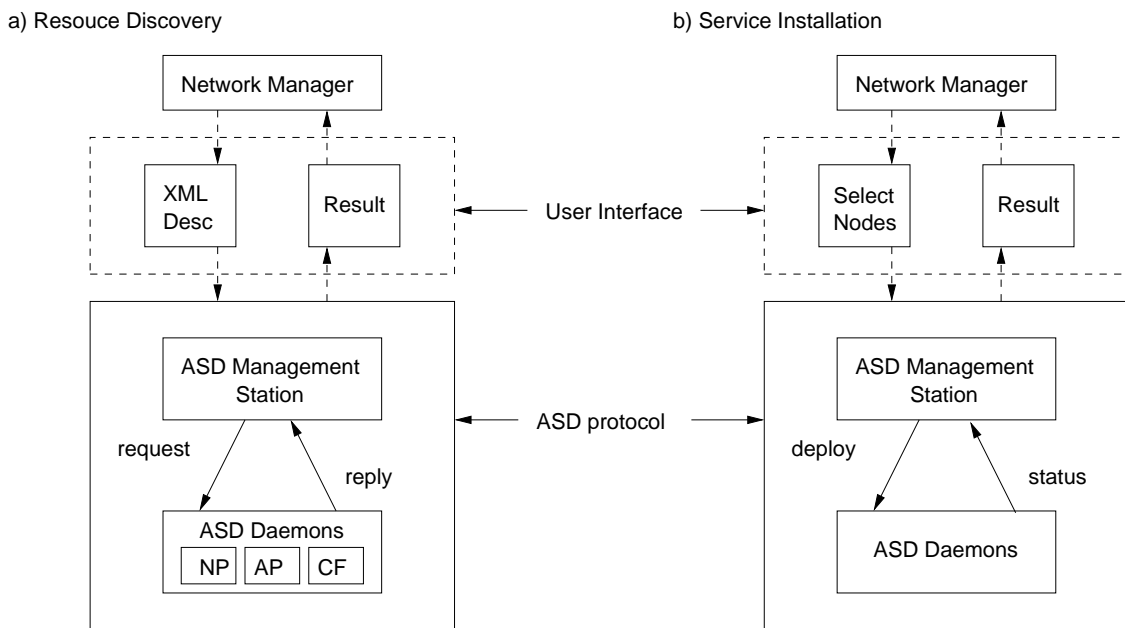 a) Resouce Discovery
Network Manager
XML
Desc
Result
ASD Management
Station
request
reply
ASD Daemons
NP AP CF
User Interface
ASD protocol
b) Service Installation
Network Manager
Select
Nodes
Result
ASD Management
Station
deploy
status
ASD Daemons